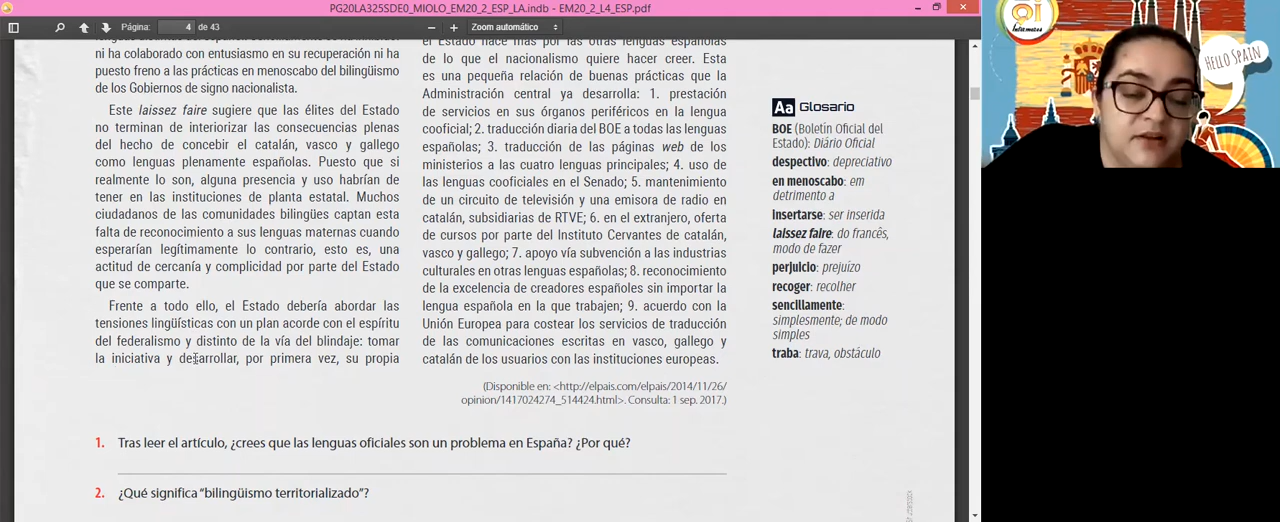 PG20LA325SDE0_MIOLO_EM20_2_ESP_LA.indb - EM20_2_L4_ESP.pdf
Página: 4 de 43
Zoom automático
ni ha colaborado con entusiasmo en su recuperación ni ha
puesto freno a las prácticas en menoscabo del bilingüismo
de los Gobiernos de signo nacionalista.
Este laissez faire sugiere que las élites del Estado
no terminan de interiorizar las consecuencias plenas
del hecho de concebir el catalán, vasco y gallego
como lenguas plenamente españolas. Puesto que si
realmente lo son, alguna presencia y uso habrían de
tener en las instituciones de planta estatal. Muchos
ciudadanos de las comunidades bilingües captan esta
falta de reconocimiento a sus lenguas maternas cuando
esperarían legítimamente lo contrario, esto es, una
actitud de cercanía y complicidad por parte del Estado
que se comparte.
Frente a todo ello, el Estado debería abordar las
tensiones lingüísticas con un plan acorde con el espíritu
del federalismo y distinto de la vía del blindaje: tomar
la iniciativa y desarrollar, por primera vez, su propia
el Estado hace más por las otras lenguas españolas
de lo que el nacionalismo quiere hacer creer. Esta
es una pequeña relación de buenas prácticas que la
Administración central ya desarrolla: 1. prestación
de servicios en sus órganos periféricos en la lengua
cooficial; 2. traducción diaria del BOE a todas las lenguas
españolas; 3. traducción de las páginas web de los
ministerios a las cuatro lenguas principales; 4. uso de
las lenguas cooficiales en el Senado; 5. mantenimiento
de un circuito de televisión y una emisora de radio en
catalán, subsidiarias de RTVE; 6. en el extranjero, oferta
de cursos por parte del Instituto Cervantes de catalán,
vasco y gallego; 7. apoyo vía subvención a las industrias
culturales en otras lenguas españolas; 8. reconocimiento
de la excelencia de creadores españoles sin importar la
lengua española en la que trabajen; 9. acuerdo con la
Unión Europea para costear los servicios de traducción
de las comunicaciones escritas en vasco, gallego y
catalán de los usuarios con las instituciones europeas.
(Disponible en: <http://elpais.com/elpais/2014/11/26/
opinion/1417024274_514424.html>. Consulta: 1 sep. 2017.)
Aa Glosario
BOE (Boletín Oficial del
Estado): Diário Oficial
despectivo: depreciativo
en menoscabo: em
detrimento a
insertarse: ser inserida
laissez faire: do francês,
modo de fazer
perjuicio: prejuízo
recoger: recolher
sencillamente:
simplesmente; de modo
simples
traba: trava, obstáculo
1. Tras leer el artículo, ¿crees que las lenguas oficiales son un problema en España? ¿Por qué?
2. ¿Qué significa “bilingüismo territorializado”?
HELLO SPAIN